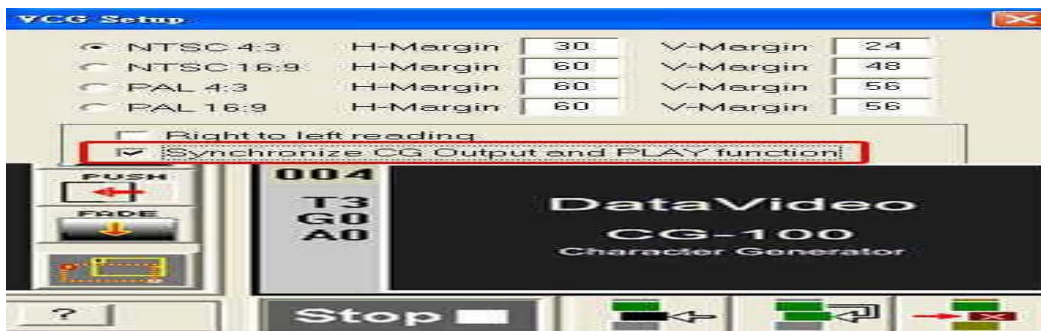 VCG Setup
NTSC 4:3 H-Margin 30 V-Margin 24
NTSC 16:9 H-Margin 60 V-Margin 48
PAL 4:3 H-Margin 60 V-Margin 56
PAL 16:9 H-Margin 60 V-Margin 56
Right to left reading
Synchronize CG Output and PLAY function
PUSH
FADE
004
T3
G0
A0
DataVideo
CG-100
Character Generator
?
Stop